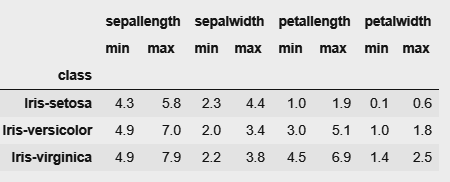 sepallength sepalwidth petallength petalwidth
min max min max min max min max
class
Iris-setosa 4.3 5.8 2.3 4.4 1.0 1.9 0.1 0.6
Iris-versicolor 4.9 7.0 2.0 3.4 3.0 5.1 1.0 1.8
Iris-virginica 4.9 7.9 2.2 3.8 4.5 6.9 1.4 2.5